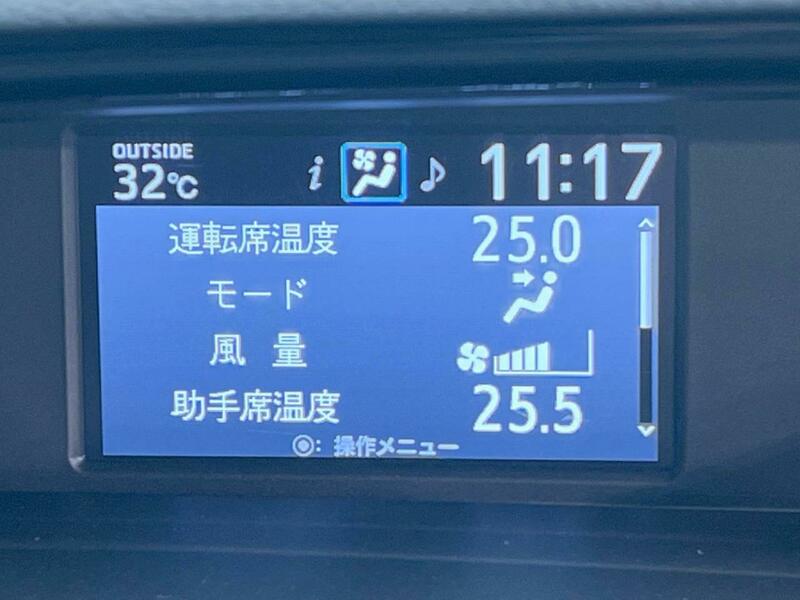 OUTSIDE
32℃ i ♪ 11:17
運転席温度 25.0
モード
風 量
助手席温度 25.5
◉: 操作メニュー